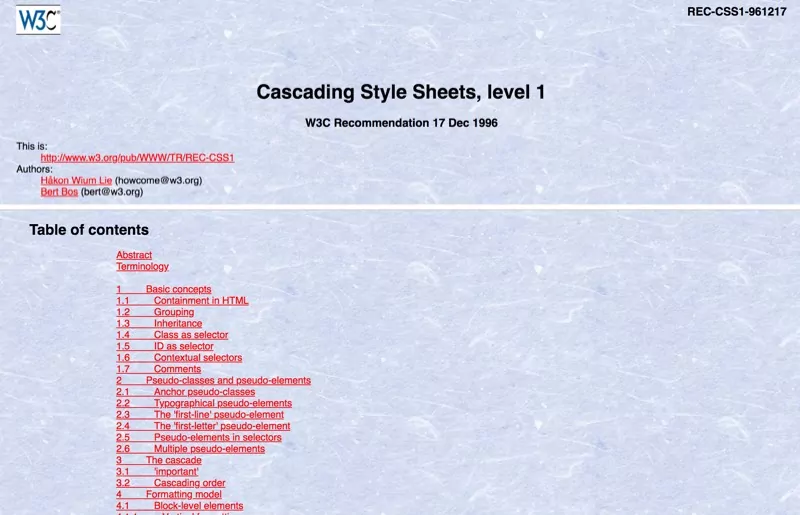 W3C®
REC-CSS1-961217
Cascading Style Sheets, level 1
W3C Recommendation 17 Dec 1996
This is:
http://www.w3.org/pub/WWW/TR/REC-CSS1
Authors:
Håkon Wium Lie (howcome@w3.org)
Bert Bos (bert@w3.org)
Table of contents
Abstract
Terminology
1 Basic concepts
1.1 Containment in HTML
1.2 Grouping
1.3 Inheritance
1.4 Class as selector
1.5 ID as selector
1.6 Contextual selectors
1.7 Comments
2 Pseudo-classes and pseudo-elements
2.1 Anchor pseudo-classes
2.2 Typographical pseudo-elements
2.3 The 'first-line' pseudo-element
2.4 The 'first-letter' pseudo-element
2.5 Pseudo-elements in selectors
2.6 Multiple pseudo-elements
3 The cascade
3.1 'important'
3.2 Cascading order
4 Formatting model
4.1 Block-level elements